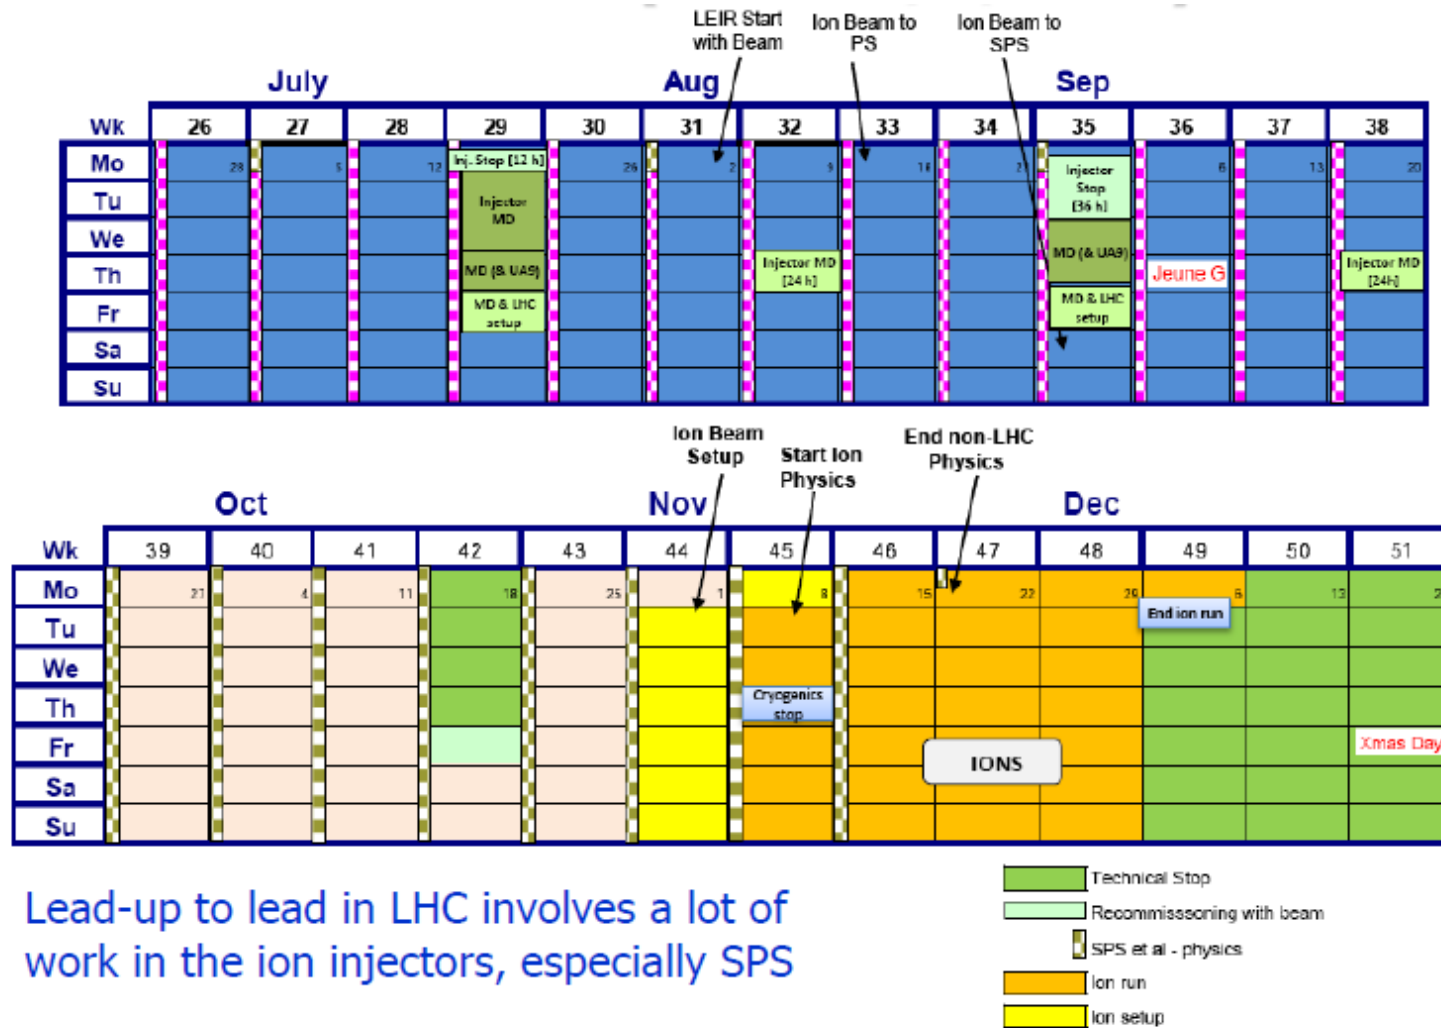 LEIR Start
with Beam
Ion Beam to
PS
Ion Beam to
SPS
July
Aug
Sep
Wk 26 27 28 29 30 31 32 33 34 35 36 37 38
Mo 28 5 12 26 2 9 16 6 13 20
Inj. Stop [12 h]
Injector
Stop
[36 h]
Tu
Injector
MD
We
MD (& UA9)
Th
MD (& UA9)
Injector MD
[24 h]
Jeune G
Injector MD
[24h]
Fr
MD & LHC
setup
MD & LHC
setup
Sa
Su
Ion Beam
Setup
Start Ion
Physics
End non-LHC
Physics
Oct
Nov
Dec
Wk 39 40 41 42 43 44 45 46 47 48 49 50 51
Mo 27 4 11 18 25 1 8 15 22 29 6 13
Tu
End ion run
We
Th
Cryogenics
stop
Fr
IONS
Xmas Day
Sa
Su
Lead-up to lead in LHC involves a lot of
work in the ion injectors, especially SPS
Technical Stop
Recommisssoning with beam
SPS et al - physics
Ion run
Ion setup